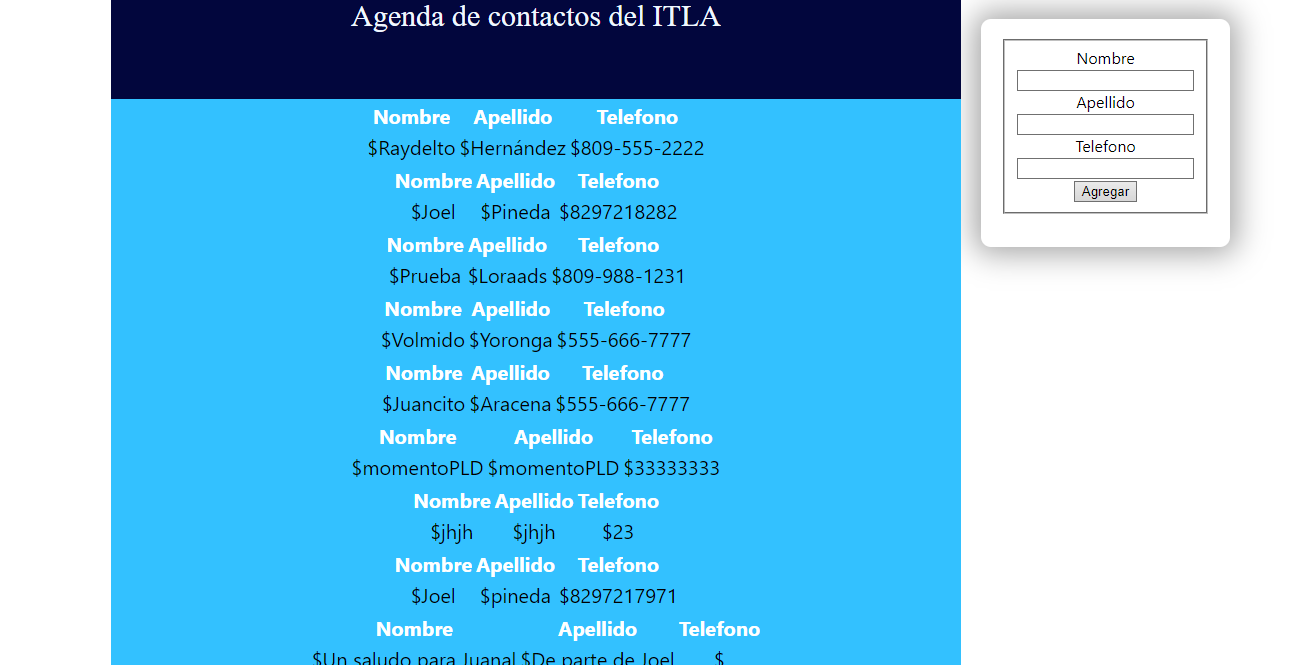 Agenda de contactos del ITLA
Nombre Apellido Telefono
$Raydelto $Hernández $809-555-2222
Nombre Apellido Telefono
$Joel $Pineda $8297218282
Nombre Apellido Telefono
$Prueba $Loraads $809-988-1231
Nombre Apellido Telefono
$Volmido $Yoronga $555-666-7777
Nombre Apellido Telefono
$Juancito $Aracena $555-666-7777
Nombre Apellido Telefono
$momentoPLD $momentoPLD $33333333
Nombre Apellido Telefono
$jhjh $jhjh $23
Nombre Apellido Telefono
$Joel $pineda $8297217971
Nombre Apellido Telefono
$Un saludo para Juanal $De parte de Joel $
Nombre
Apellido
Telefono
Agregar